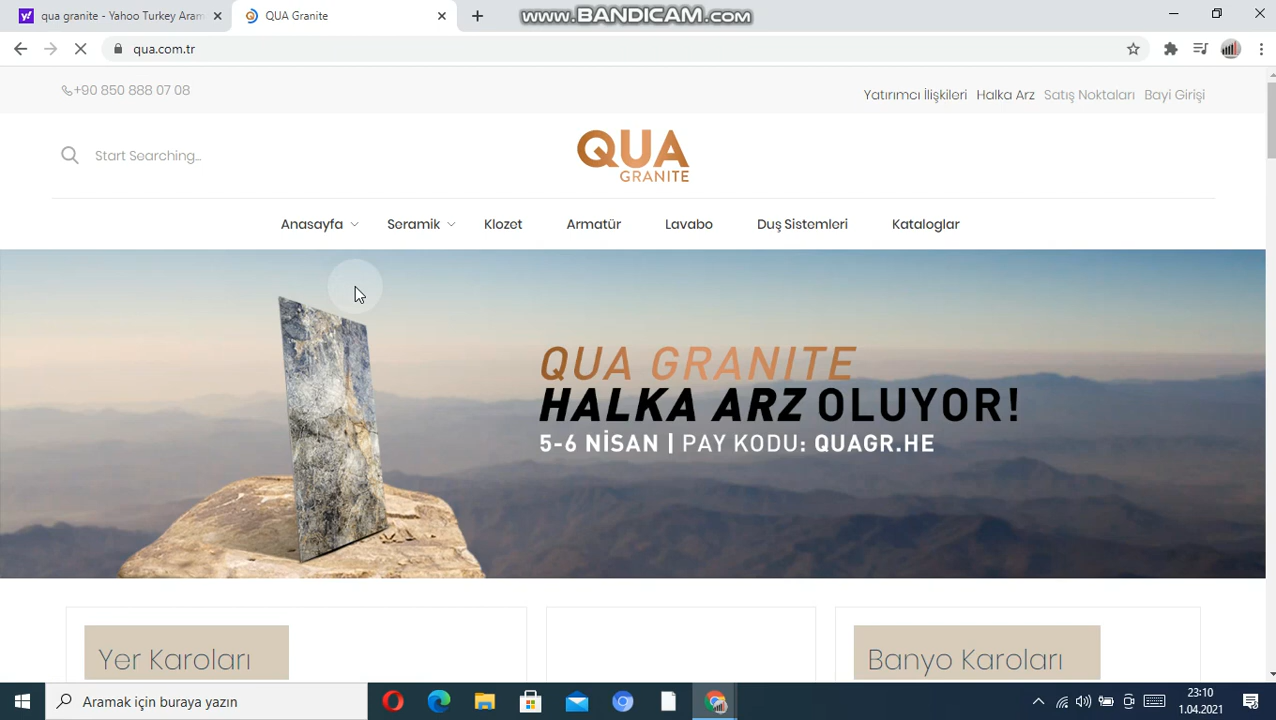 qua granite - Yahoo Turkey Aram
QUA Granite
www.BANDICAM.com
qua.com.tr
+90 850 888 07 08
Yatırımcı İlişkileri Halka Arz Satış Noktaları Bayi Girişi
Start Searching...
QUA
GRANITE
Anasayfa Seramik Klozet Armatür Lavabo Duş Sistemleri Kataloglar
QUA GRANITE
HALKA ARZ OLUYOR!
5-6 NİSAN | PAY KODU: QUAGR.HE
Yer Karoları
Banyo Karoları
Aramak için buraya yazın
23:10
1.04.2021